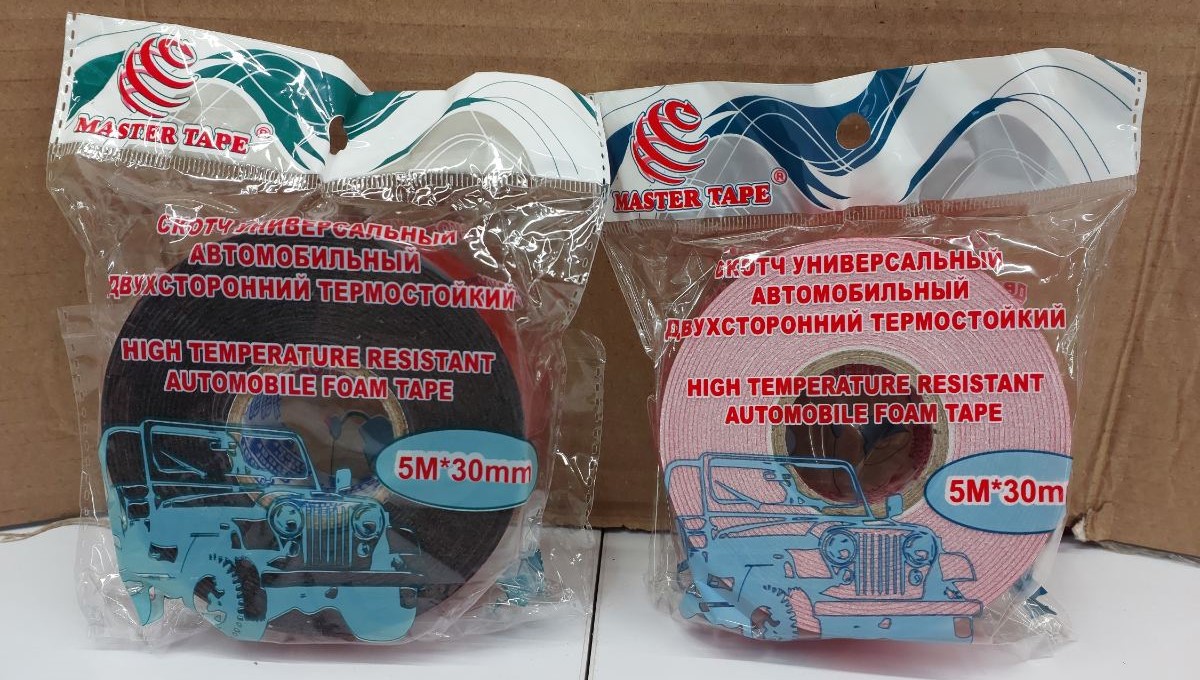 MASTER TAPE ®
СКОТЧ УНИВЕРСАЛЬНЫЙ
АВТОМОБИЛЬНЫЙ
ДВУХСТОРОННИЙ ТЕРМОСТОЙКИЙ
HIGH TEMPERATURE RESISTANT
AUTOMOBILE FOAM TAPE
5M*30mm
MASTER TAPE ®
СКОТЧ УНИВЕРСАЛЬНЫЙ
АВТОМОБИЛЬНЫЙ
ДВУХСТОРОННИЙ ТЕРМОСТОЙКИЙ
HIGH TEMPERATURE RESISTANT
AUTOMOBILE FOAM TAPE
5M*30m